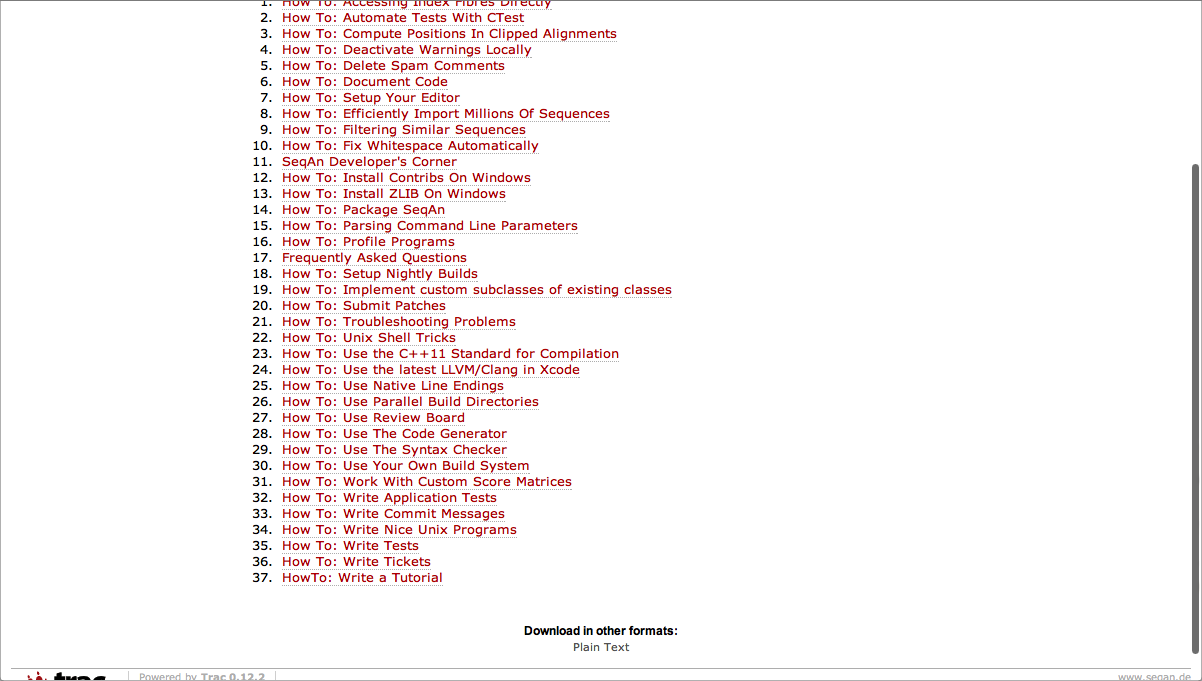 1. How To: Accessing Index Fibres Directly
2. How To: Automate Tests With CTest
3. How To: Compute Positions In Clipped Alignments
4. How To: Deactivate Warnings Locally
5. How To: Delete Spam Comments
6. How To: Document Code
7. How To: Setup Your Editor
8. How To: Efficiently Import Millions Of Sequences
9. How To: Filtering Similar Sequences
10. How To: Fix Whitespace Automatically
11. SeqAn Developer's Corner
12. How To: Install Contribs On Windows
13. How To: Install ZLIB On Windows
14. How To: Package SeqAn
15. How To: Parsing Command Line Parameters
16. How To: Profile Programs
17. Frequently Asked Questions
18. How To: Setup Nightly Builds
19. How To: Implement custom subclasses of existing classes
20. How To: Submit Patches
21. How To: Troubleshooting Problems
22. How To: Unix Shell Tricks
23. How To: Use the C++11 Standard for Compilation
24. How To: Use the latest LLVM/Clang in Xcode
25. How To: Use Native Line Endings
26. How To: Use Parallel Build Directories
27. How To: Use Review Board
28. How To: Use The Code Generator
29. How To: Use The Syntax Checker
30. How To: Use Your Own Build System
31. How To: Work With Custom Score Matrices
32. How To: Write Application Tests
33. How To: Write Commit Messages
34. How To: Write Nice Unix Programs
35. How To: Write Tests
36. How To: Write Tickets
37. HowTo: Write a Tutorial
Download in other formats:
Plain Text
trac Powered by Trac 0.12.2 www.seqan.de